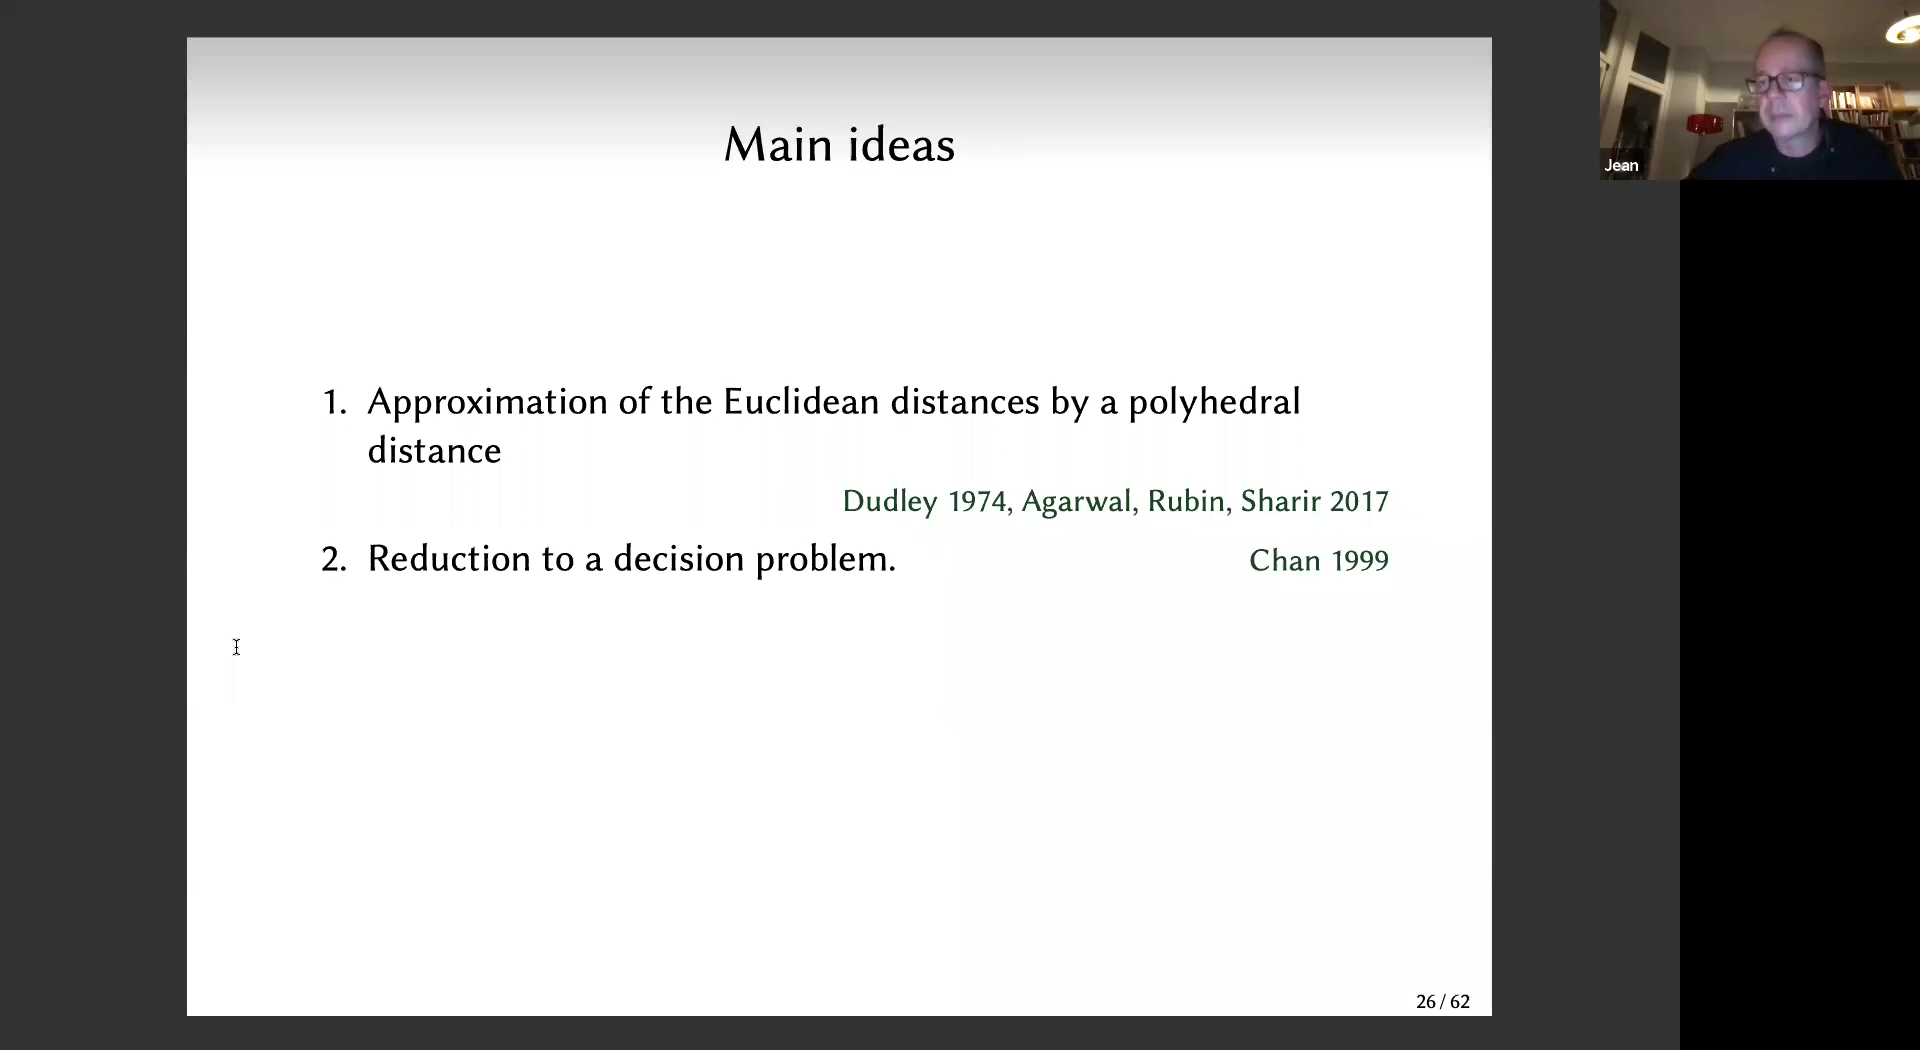 Main ideas
1. Approximation of the Euclidean distances by a polyhedral
distance
Dudley 1974, Agarwal, Rubin, Sharir 2017
2. Reduction to a decision problem. Chan 1999
26 / 62
Jean